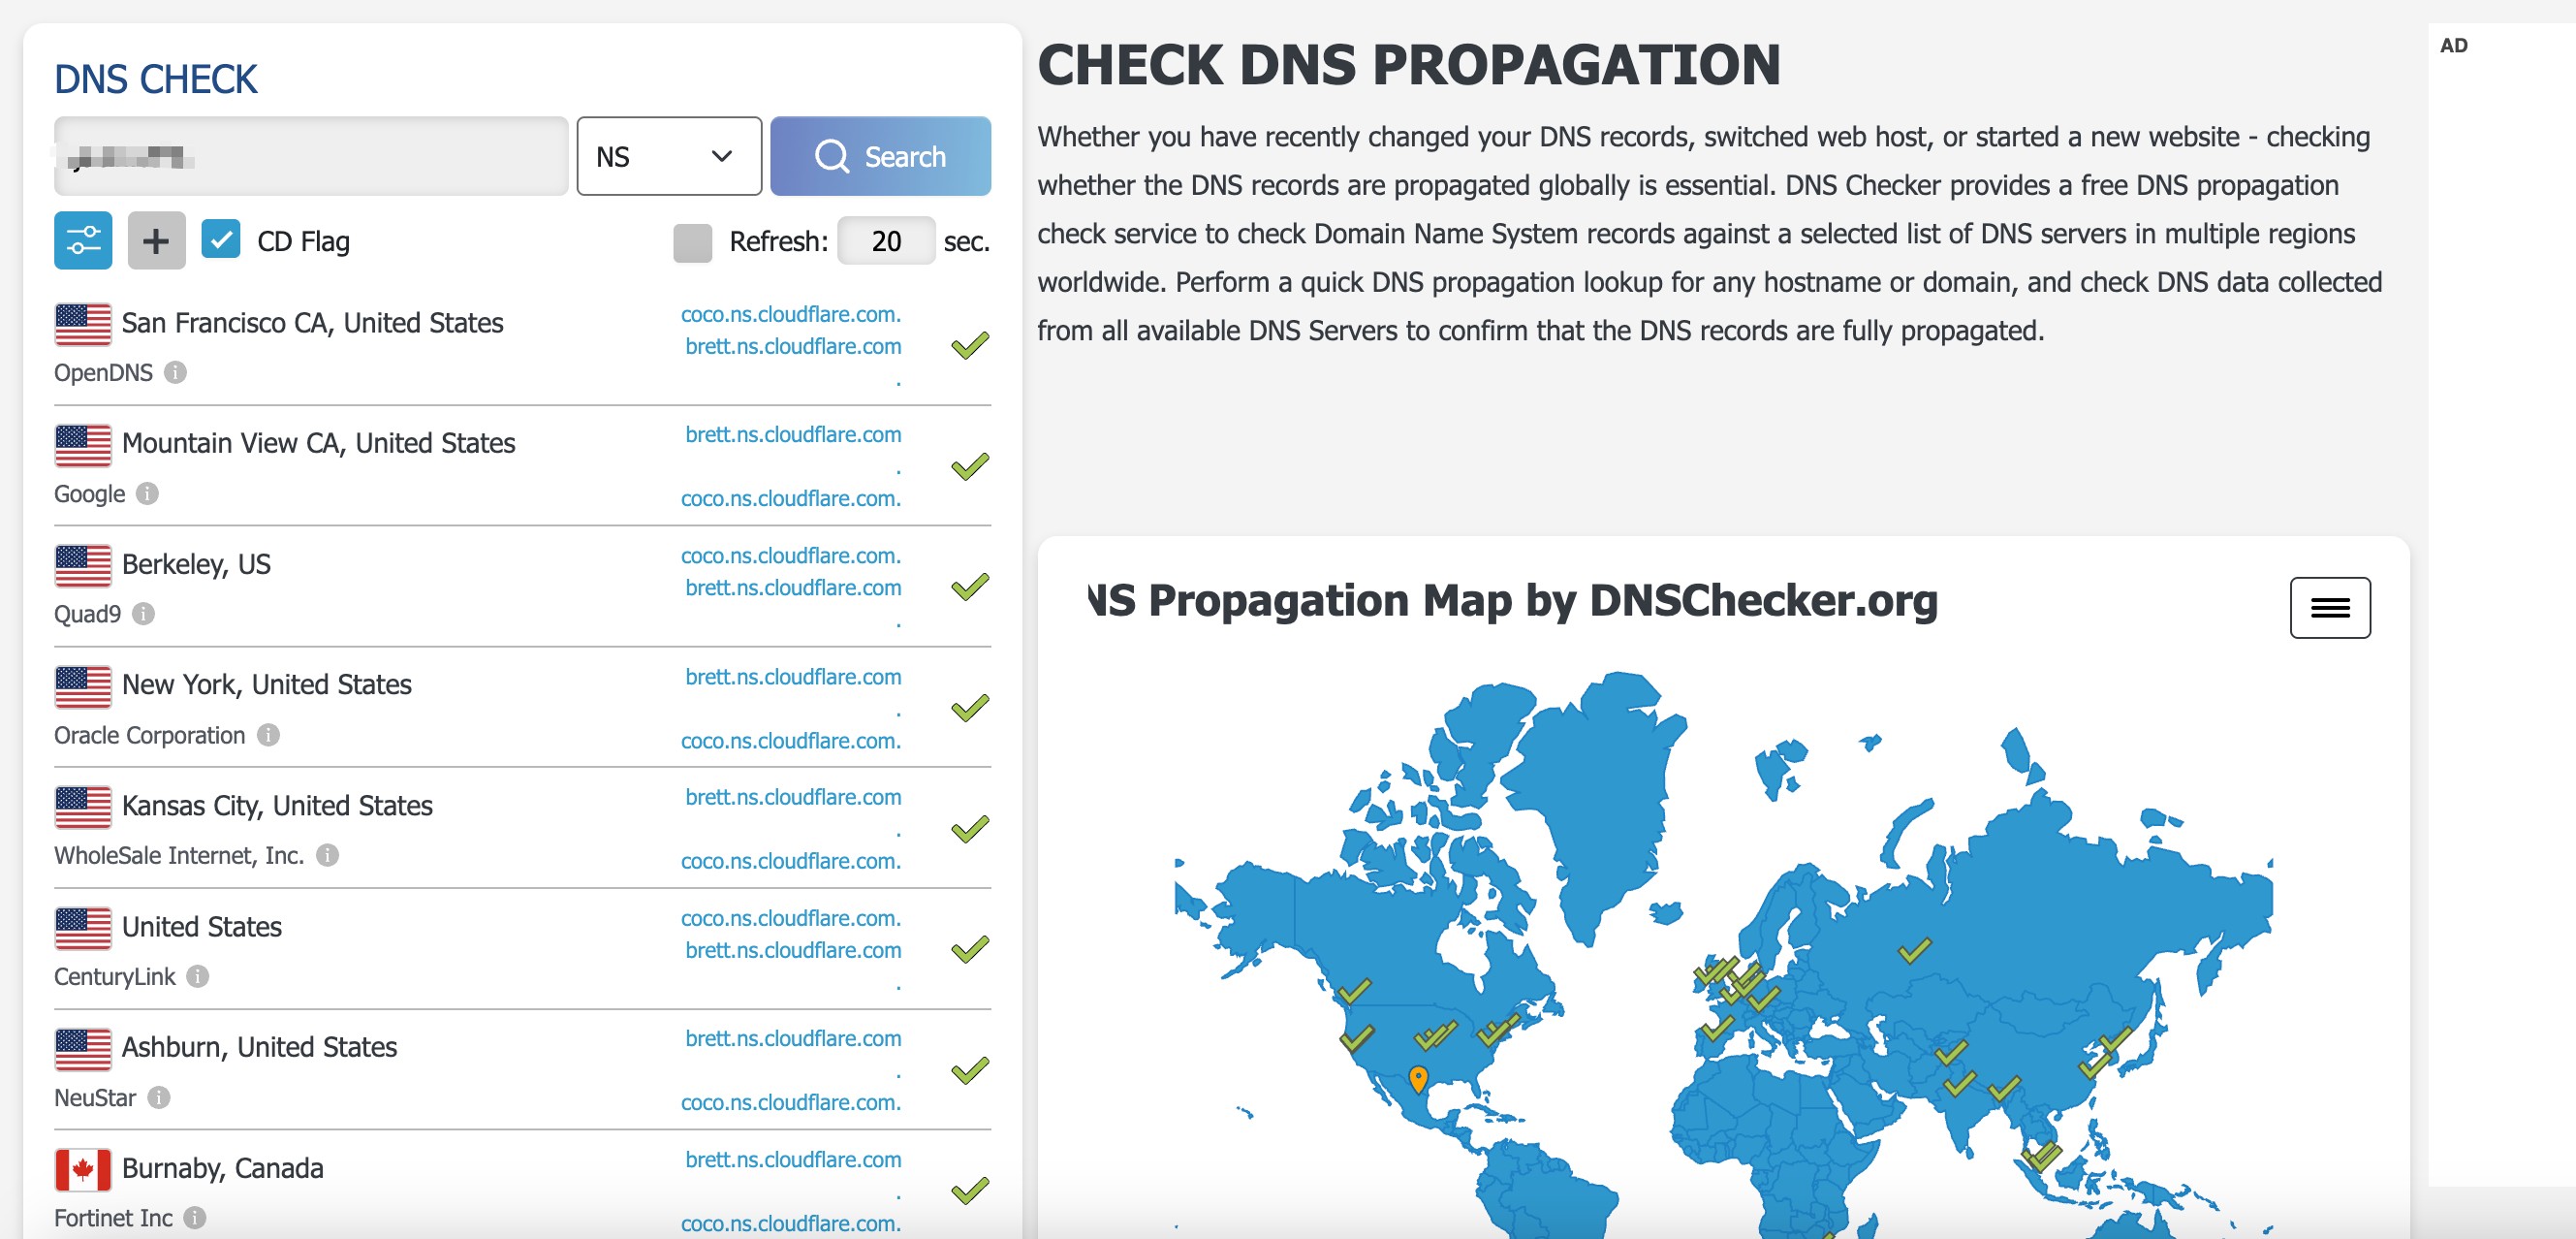 DNS CHECK
NS
Search
CD Flag
Refresh: 20 sec.
San Francisco CA, United States
OpenDNS
coco.ns.cloudflare.com.
brett.ns.cloudflare.com
.
Mountain View CA, United States
Google
brett.ns.cloudflare.com
.
coco.ns.cloudflare.com.
Berkeley, US
Quad9
coco.ns.cloudflare.com.
brett.ns.cloudflare.com
.
New York, United States
Oracle Corporation
brett.ns.cloudflare.com
.
coco.ns.cloudflare.com.
Kansas City, United States
WholeSale Internet, Inc.
brett.ns.cloudflare.com
.
coco.ns.cloudflare.com.
United States
CenturyLink
coco.ns.cloudflare.com.
brett.ns.cloudflare.com
.
Ashburn, United States
NeuStar
brett.ns.cloudflare.com
.
coco.ns.cloudflare.com.
Burnaby, Canada
Fortinet Inc
brett.ns.cloudflare.com
.
coco.ns.cloudflare.com.
CHECK DNS PROPAGATION
Whether you have recently changed your DNS records, switched web host, or started a new website - checking
whether the DNS records are propagated globally is essential. DNS Checker provides a free DNS propagation
check service to check Domain Name System records against a selected list of DNS servers in multiple regions
worldwide. Perform a quick DNS propagation lookup for any hostname or domain, and check DNS data collected
from all available DNS Servers to confirm that the DNS records are fully propagated.
NS Propagation Map by DNSChecker.org
AD